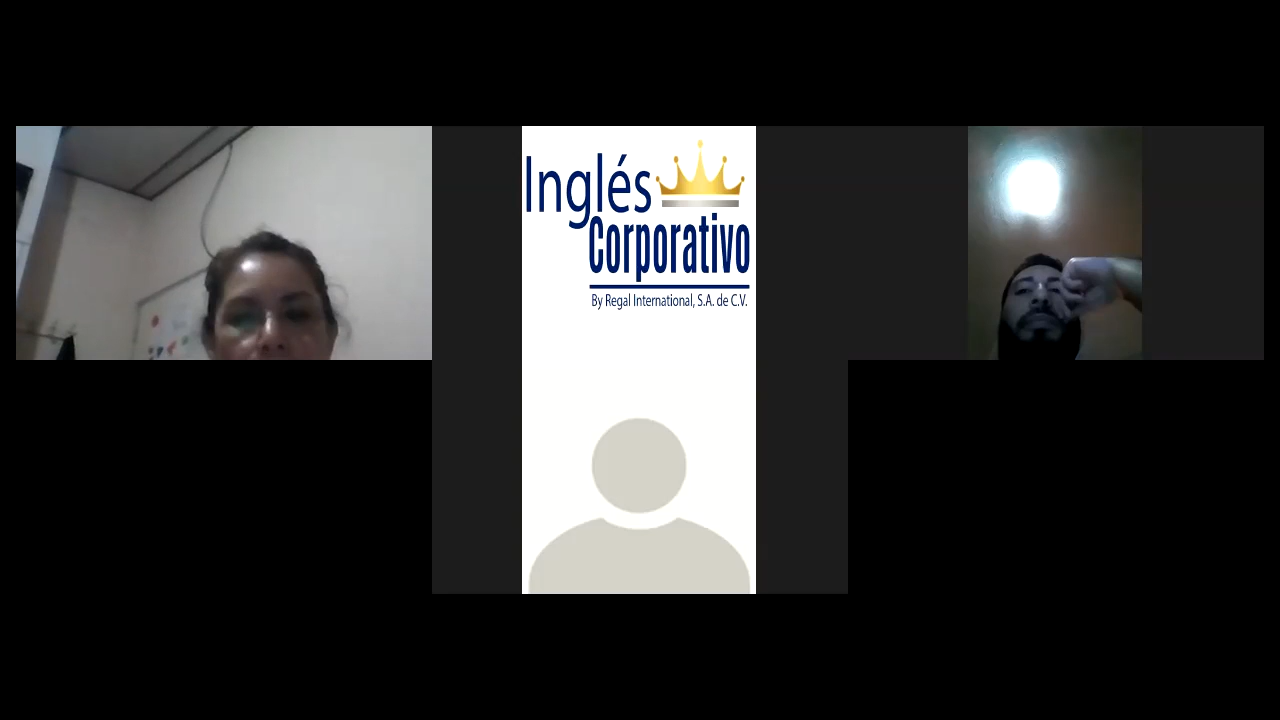 Inglés
Corporativo
By Regal International, S.A. de C.V.